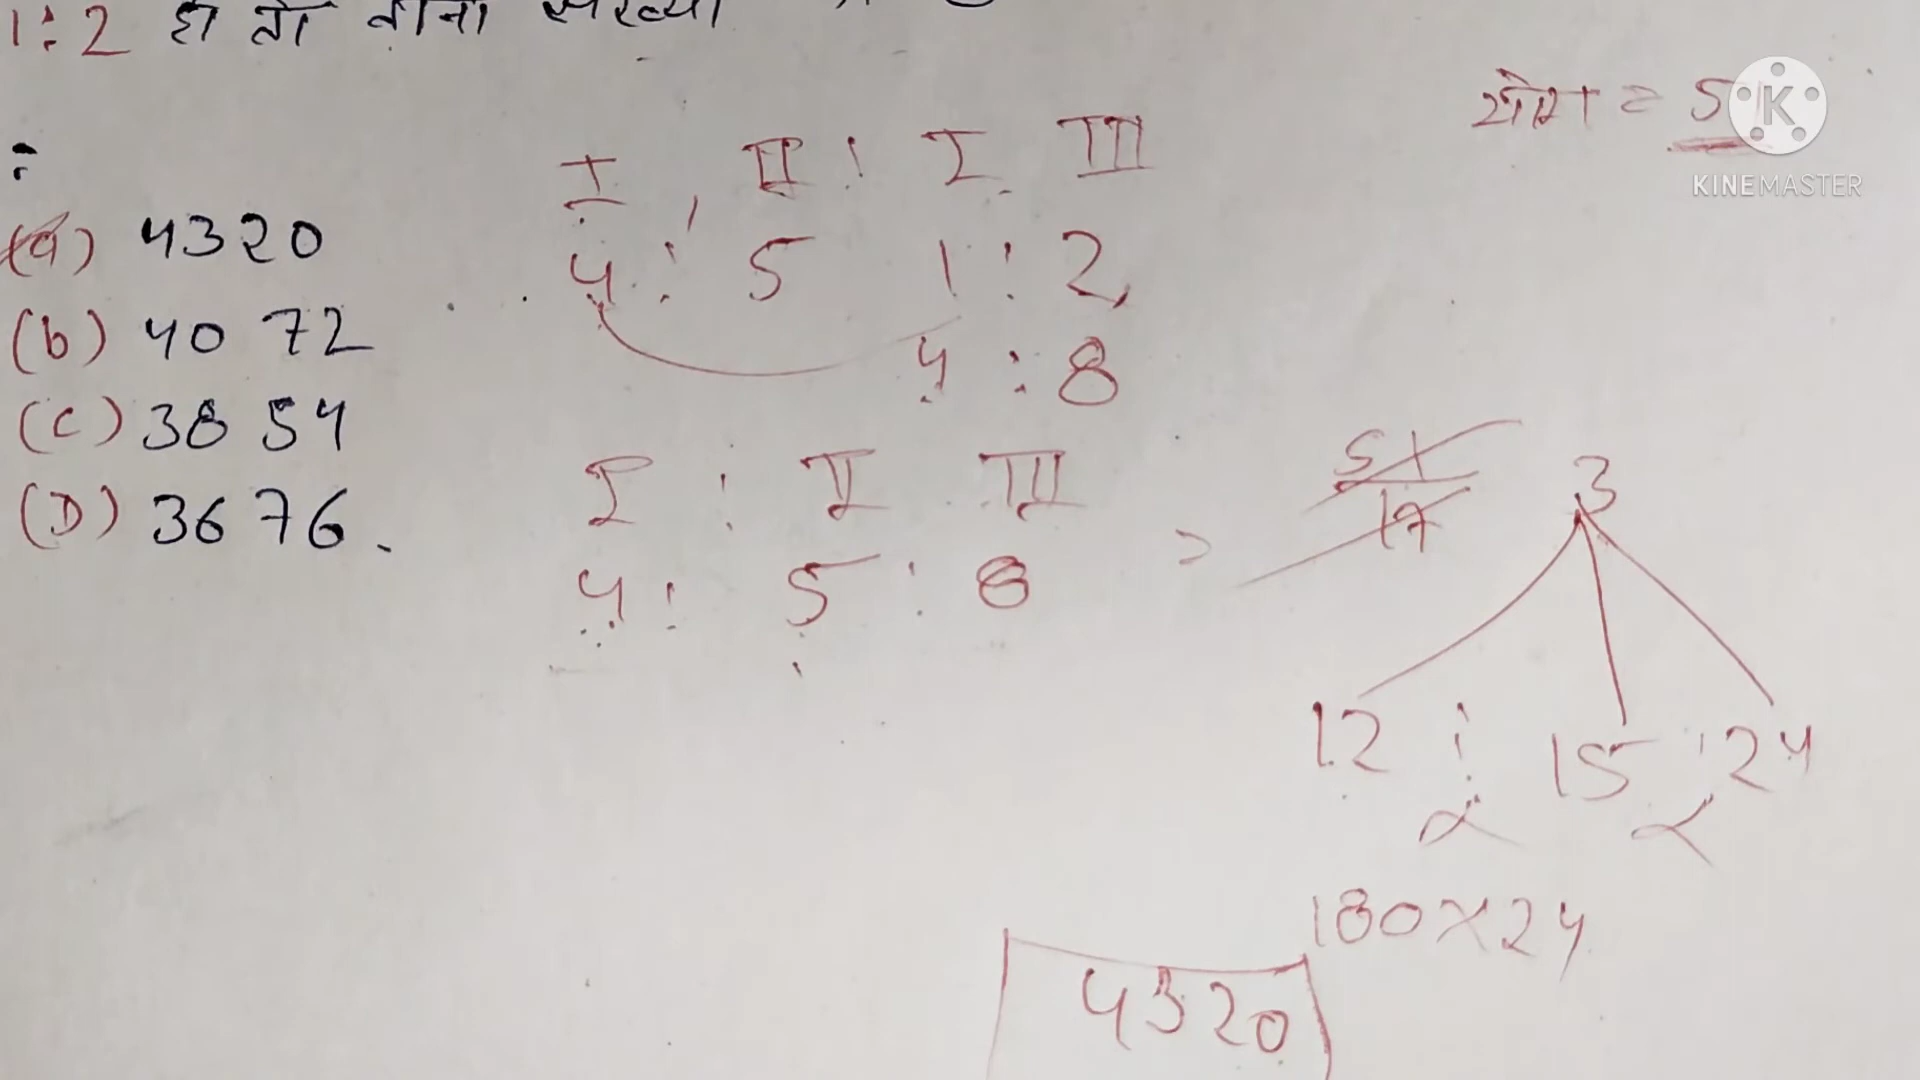 1:2 हो तो तीनों संख्या
योग = 5
KINEMASTER
I , II : I III
(a) 4320
4 : 5 1 : 2
(b) 4072
4 : 8
(c) 3854
I : II III
51
17
3
(D) 3676.
4 : 5 : 8
12 : 15 : 24
180×24
4320